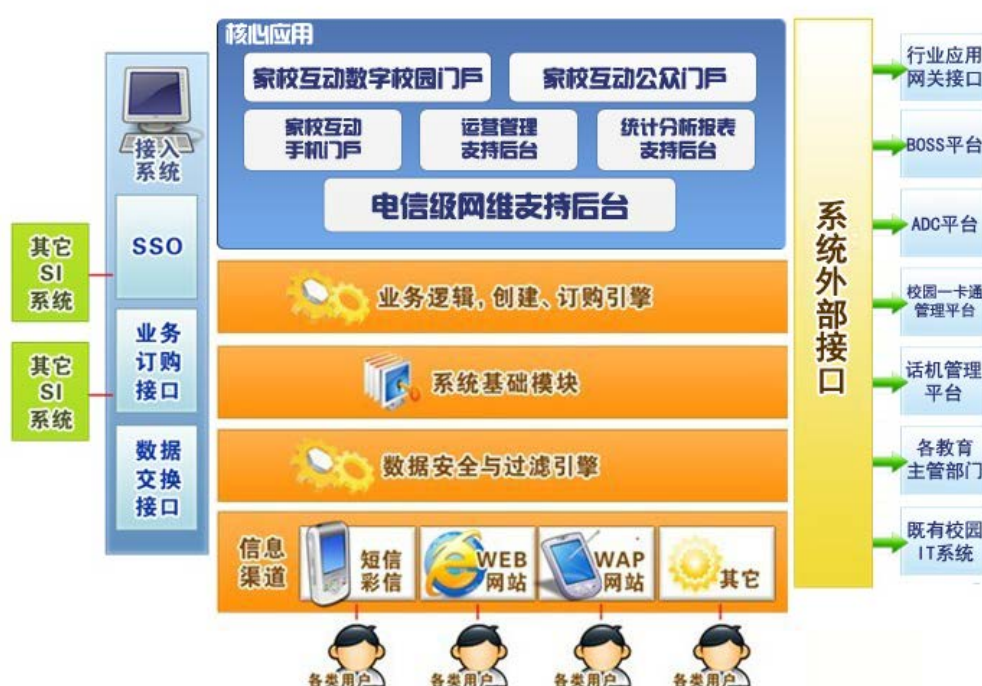 核心应用
家校互动数字校园门戶
家校互动公众门戶
家校互动
手机门戶
运营管理
支持后台
统计分析报表
支持后台
电信级网维支持后台
接入
系统
SSO
业务
订购
接口
数据
交换
接口
其它
SI
系统
其它
SI
系统
业务逻辑,创建、订购引擎
系统基础模块
数据安全与过滤引擎
信息
渠道
短信
彩信
WEB
网站
WAP
网站
其它
各类用户
各类用户
各类用户
各类用户
系统外部接口
行业应用
网关接口
BOSS平台
ADC平台
校园一卡通
管理平台
话机管理
平台
各教育
主管部门
既有校园
IT系统